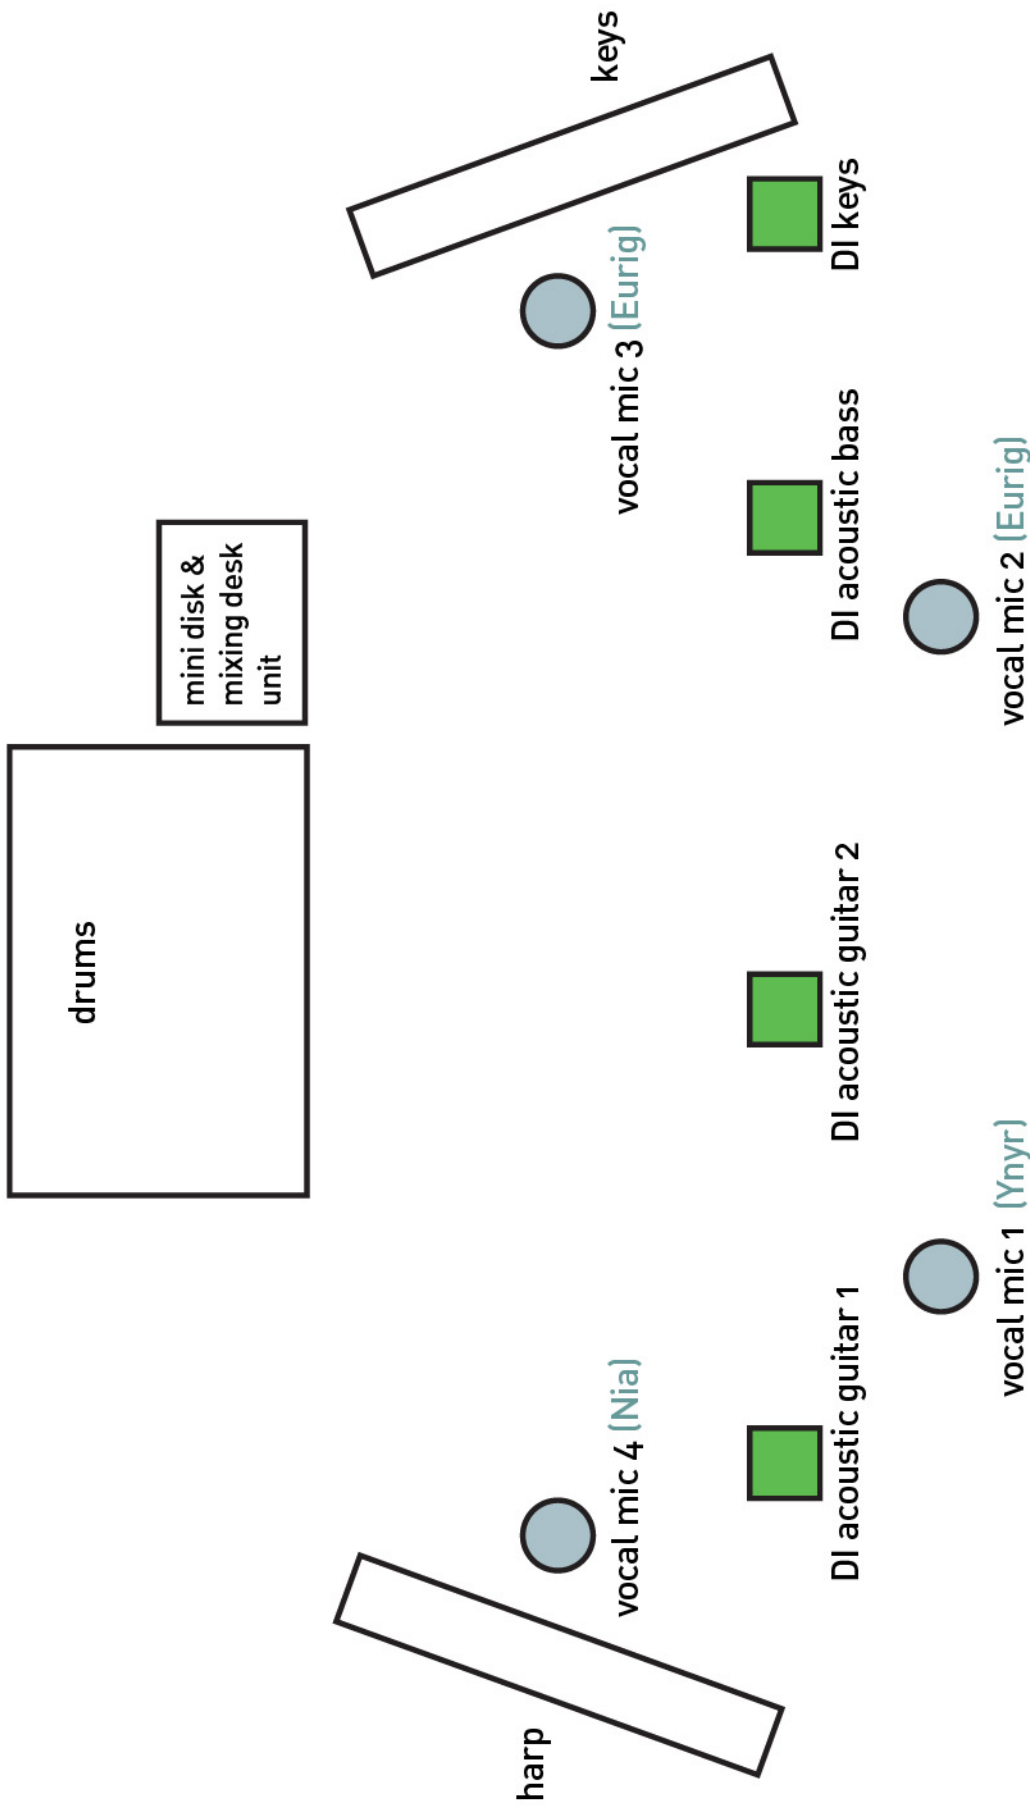 drums
mini disk &
mixing desk
unit
harp
keys
vocal mic 4 (Nia)
vocal mic 3 (Eurig)
DI acoustic guitar 1
DI acoustic guitar 2
DI acoustic bass
DI keys
vocal mic 1 (Ynyr)
vocal mic 2 (Eurig)